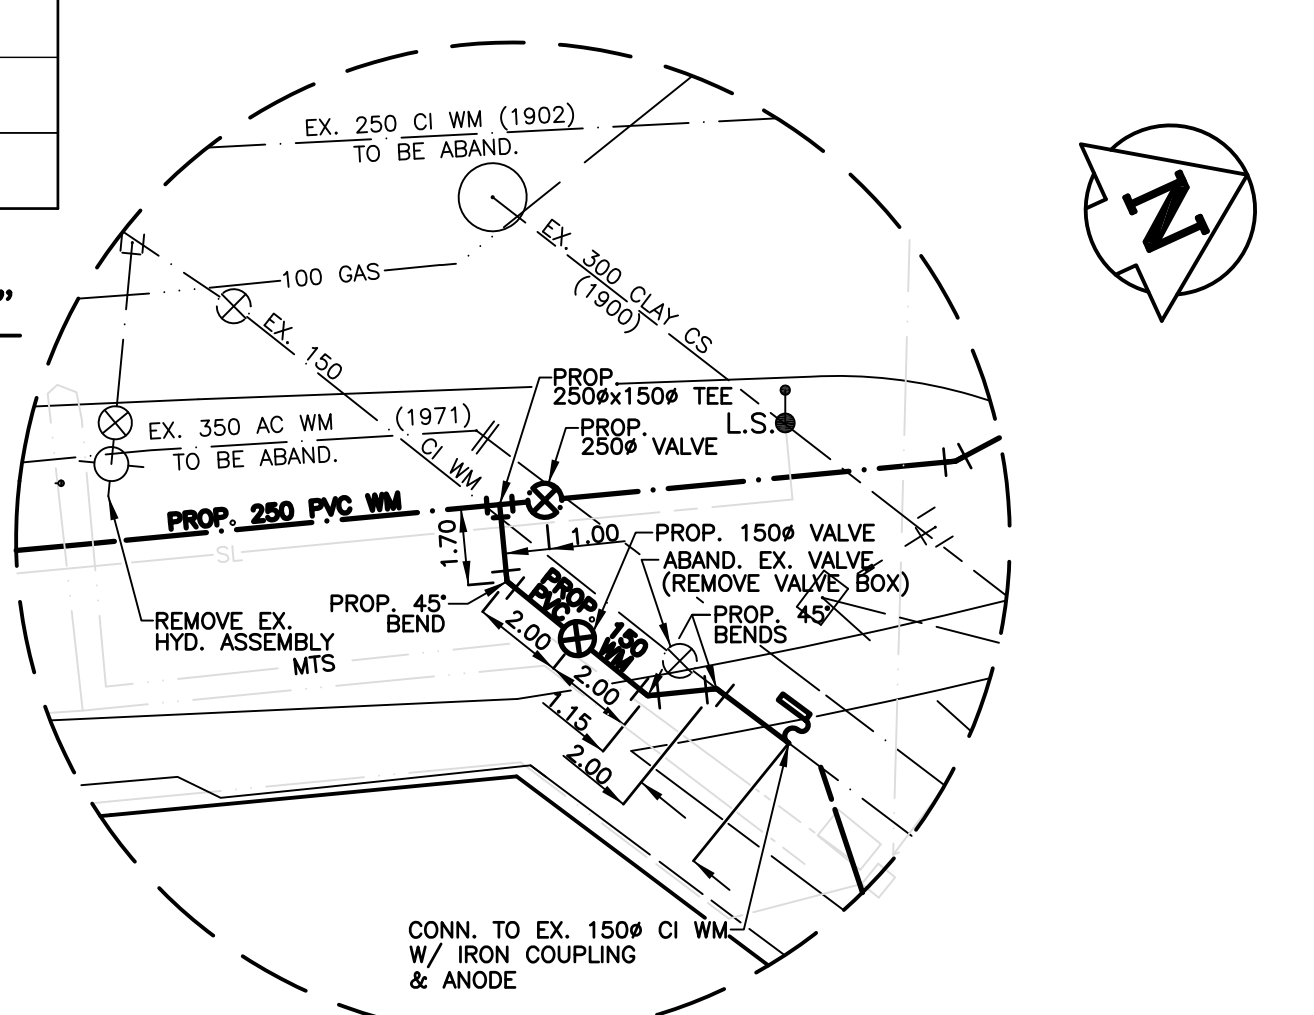 EX. 250 CI WM (1902)
TO BE ABAND.
N
”
100 GAS
EX. 300 CLAY CS
(1900)
EX. 150
CI WM
PROP.
250øx150ø TEE
EX. 350 AC WM
(1971)
TO BE ABAND.
L.S.
PROP.
250ø VALVE
PROP. 250 PVC WM
SL
1.70
1.00
PROP. 150ø VALVE
ABAND. EX. VALVE
(REMOVE VALVE BOX)
PROP. 45°
BEND
PROP. 150
PVC WM
PROP. 45°
BENDS
REMOVE EX.
HYD. ASSEMBLY
MTS
2.00
2.00
1.15
2.00
CONN. TO EX. 150ø CI WM
W/ IRON COUPLING
& ANODE